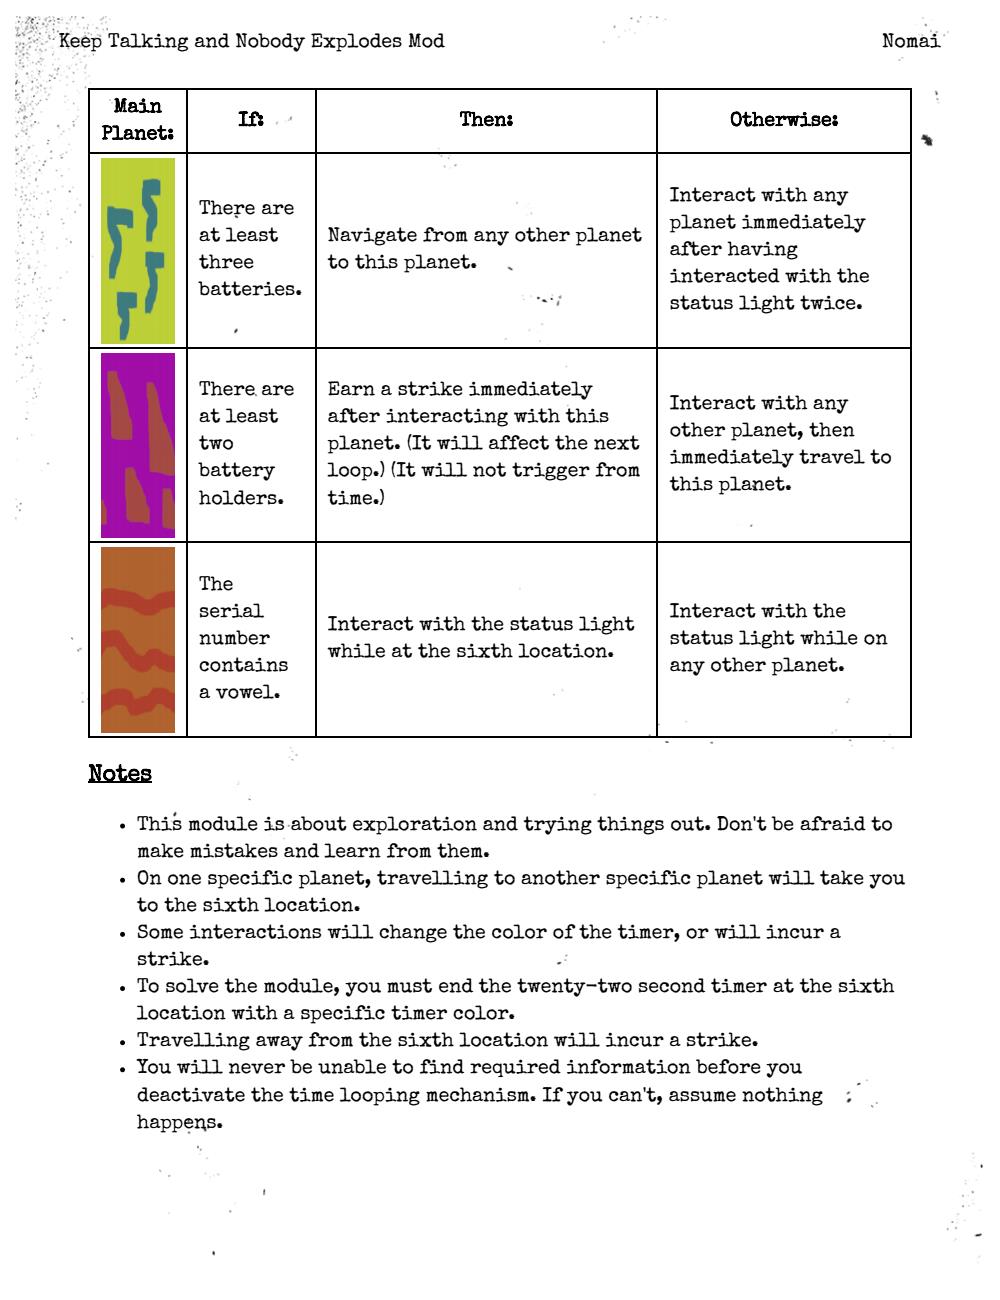 Keep Talking and Nobody Explodes Mod
Nomai
Main
Planet:
If:
Then:
Otherwise:
There are
at least
three
batteries.
Navigate from any other planet
to this planet.
Interact with any
planet immediately
after having
interacted with the
status light twice.
There are
at least
two
battery
holders.
Earn a strike immediately
after interacting with this
planet. (It will affect the next
loop.) (It will not trigger from
time.)
Interact with any
other planet, then
immediately travel to
this planet.
The
serial
number
contains
a vowel.
Interact with the status light
while at the sixth location.
Interact with the
status light while on
any other planet.
Notes
• This module is about exploration and trying things out. Don't be afraid to
make mistakes and learn from them.
• On one specific planet, travelling to another specific planet will take you
to the sixth location.
• Some interactions will change the color of the timer, or will incur a
strike.
• To solve the module, you must end the twenty-two second timer at the sixth
location with a specific timer color.
• Travelling away from the sixth location will incur a strike.
• You will never be unable to find required information before you
deactivate the time looping mechanism. If you can't, assume nothing
happens.